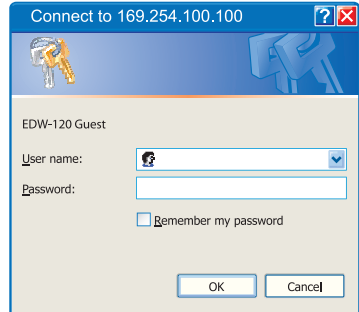 Connect to 169.254.100.100
EDW-120 Guest
User name:
Password:
Remember my password
OK
Cancel